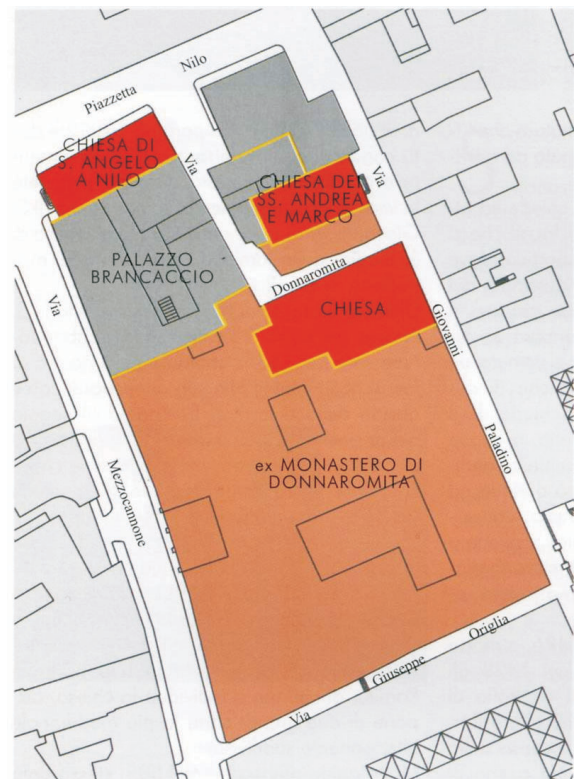 Piazzetta
Nilo
CHIESA DI
S. ANGELO
A NILO
Via
CHIESA DEI
SS. ANDREA
E MARCO
Via
PALAZZO
BRANCACCIO
Via
Donnaromita
CHIESA
Giovanni
Paladino
ex MONASTERO DI
DONNAROMITA
Mezzocannone
Via
Giuseppe
Origlia